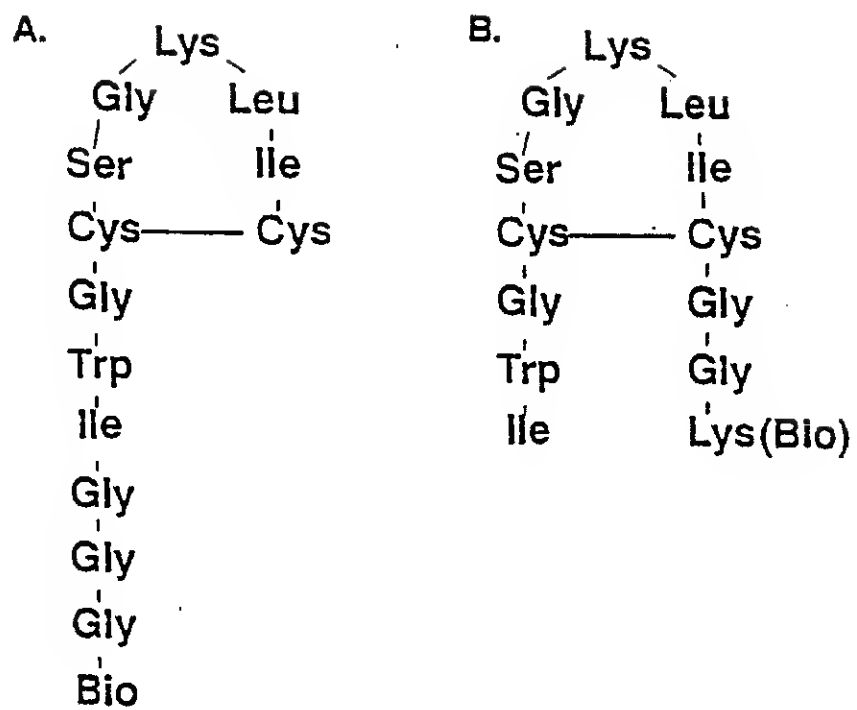 A. B.
Lys Lys
Gly Leu Gly Leu
Ser Ile Ser Ile
Cys Cys Cys Cys
Gly Gly
Trp Gly
Ile
Gly
Gly
Gly
Bio
Gly
Trp
Ile
Lys(Bio)